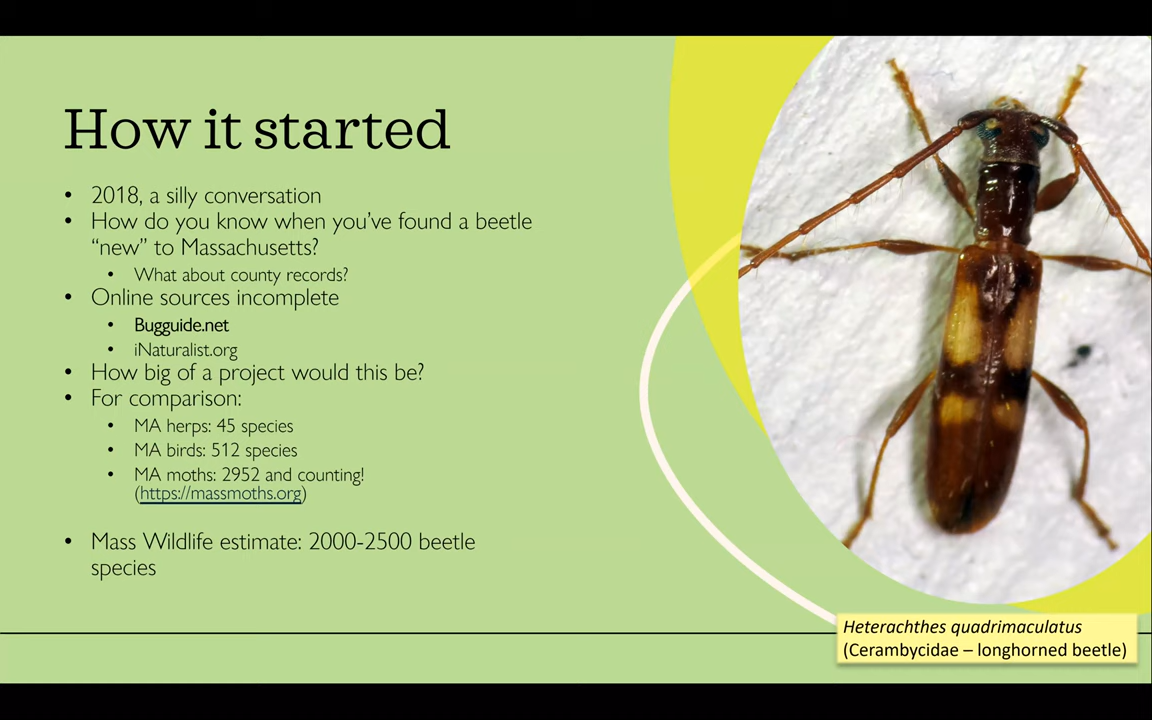 How it started
• 2018, a silly conversation
• How do you know when you’ve found a beetle
“new” to Massachusetts?
• What about county records?
• Online sources incomplete
• Bugguide.net
• iNaturalist.org
• How big of a project would this be?
• For comparison:
• MA herps: 45 species
• MA birds: 512 species
• MA moths: 2952 and counting!
(https://massmoths.org)
• Mass Wildlife estimate: 2000-2500 beetle
species
Heterachthes quadrimaculatus
(Cerambycidae – longhorned beetle)